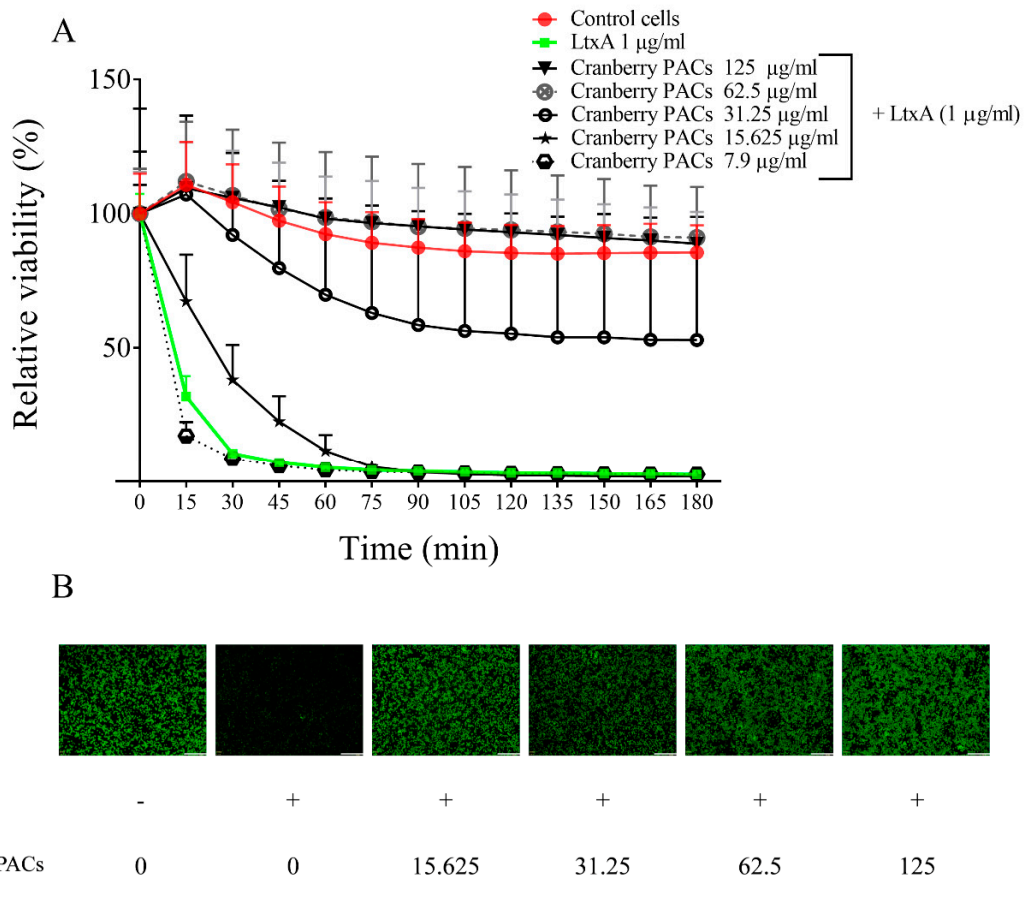 A
Control cells
LtxA 1 µg/ml
Cranberry PACs 125 µg/ml
Cranberry PACs 62.5 µg/ml
Cranberry PACs 31.25 µg/ml
Cranberry PACs 15.625 µg/ml
Cranberry PACs 7.9 µg/ml
+ LtxA (1 µg/ml)
Relative viability (%)
150
100
50
0 15 30 45 60 75 90 105 120 135 150 165 180
Time (min)
B
- + + + + +
PACs 0 0 15.625 31.25 62.5 125